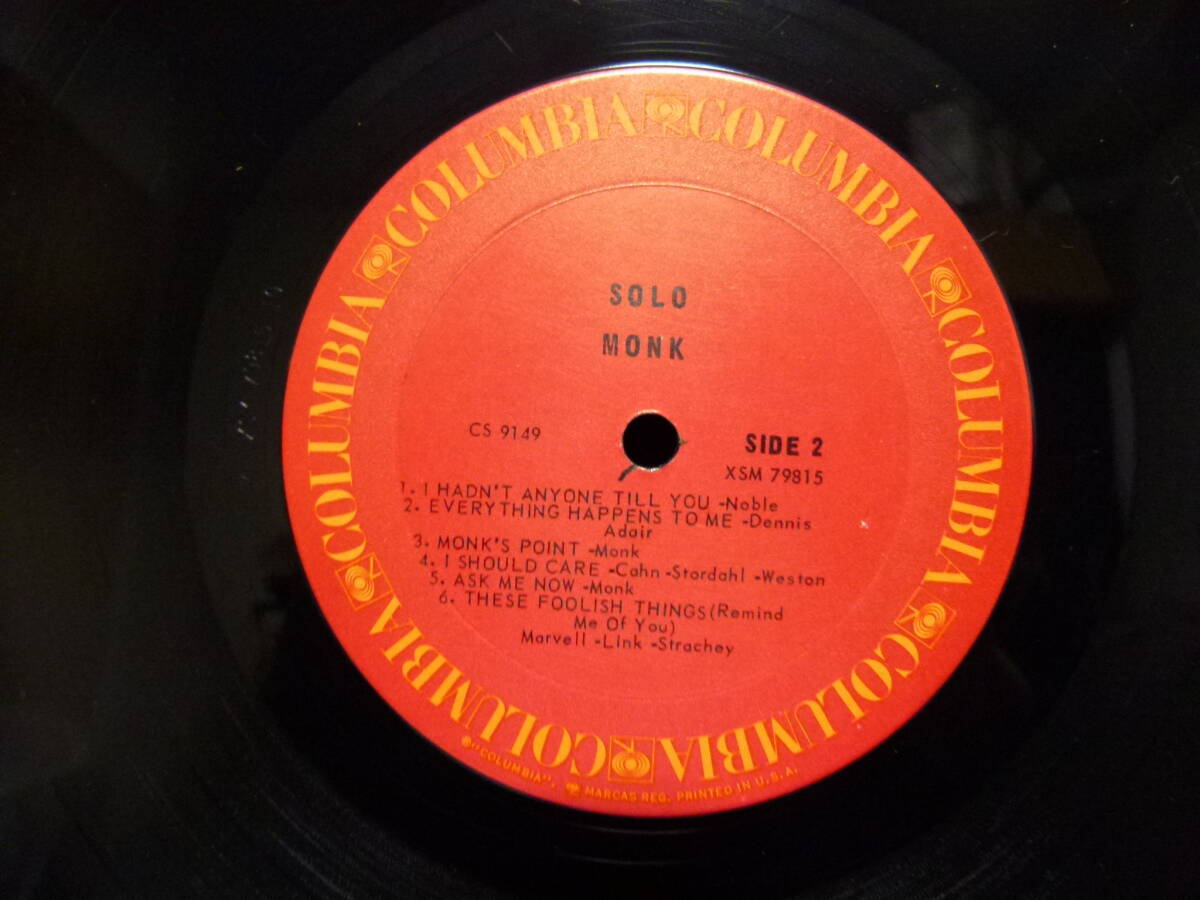 COLUMBIA COLUMBIA COLUMBIA COLUMBIA COLUMBIA COLUMBIA
SOLO
MONK
CS 9149
SIDE 2
XSM 79815
1. I HADN'T ANYONE TILL YOU -Noble
2. EVERYTHING HAPPENS TO ME -Dennis
Adair
3. MONK'S POINT -Monk
4. I SHOULD CARE -Cahn -Stordahl -Weston
5. ASK ME NOW -Monk
6. THESE FOOLISH THINGS (Remind
Me Of You)
Marvell -Link -Strachey
® "COLUMBIA", MARCAS REG. PRINTED IN U.S.A.